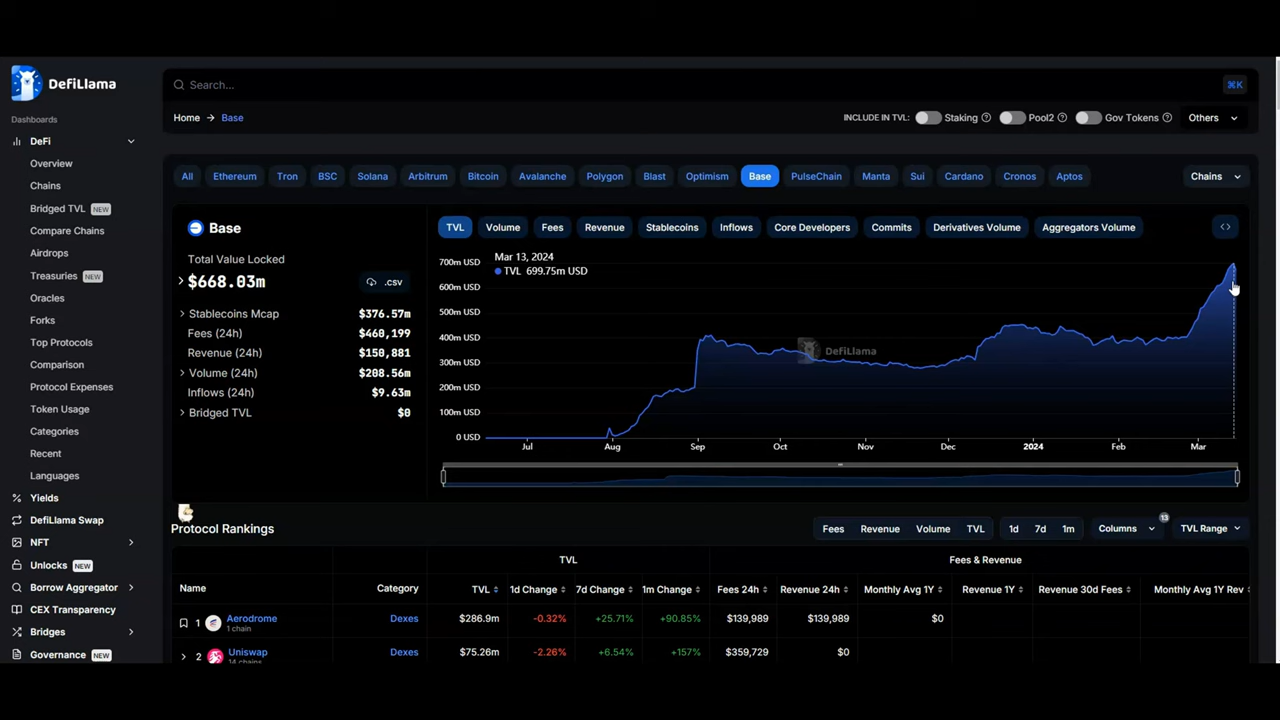 DefiLlama
Search...
⌘K
Dashboards
Home → Base
INCLUDE IN TVL: Staking Pool2 Gov Tokens Others
DeFi
Overview
Chains
Bridged TVL NEW
Compare Chains
Airdrops
Treasuries NEW
Oracles
Forks
Top Protocols
Comparison
Protocol Expenses
Token Usage
Categories
Recent
Languages
Yields
DefiLlama Swap
NFT
Unlocks NEW
Borrow Aggregator
CEX Transparency
Bridges
Governance NEW
All Ethereum Tron BSC Solana Arbitrum Bitcoin Avalanche Polygon Blast Optimism Base PulseChain Manta Sui Cardano Cronos Aptos Chains
Base
Total Value Locked
$668.03m
.csv
Stablecoins Mcap $376.57m
Fees (24h) $460,199
Revenue (24h) $150,881
Volume (24h) $208.56m
Inflows (24h) $9.63m
Bridged TVL $0
TVL Volume Fees Revenue Stablecoins Inflows Core Developers Commits Derivatives Volume Aggregators Volume
<>
Mar 13, 2024
TVL 699.75m USD
700m USD
600m USD
500m USD
400m USD
300m USD
200m USD
100m USD
0 USD
DefiLlama
Jul Aug Sep Oct Nov Dec 2024 Feb Mar
Protocol Rankings
Fees Revenue Volume TVL 1d 7d 1m Columns 13 TVL Range
TVL Fees & Revenue
Name Category TVL 1d Change 7d Change 1m Change Fees 24h Revenue 24h Monthly Avg 1Y Revenue 1Y Revenue 30d Fees Monthly Avg 1Y Rev
1 Aerodrome Dexes $286.9m -0.32% +25.71% +90.85% $139,989 $139,989 $0
1 chain
2 Uniswap Dexes $75.26m -2.26% +6.54% +157% $359,729 $0
14 chains